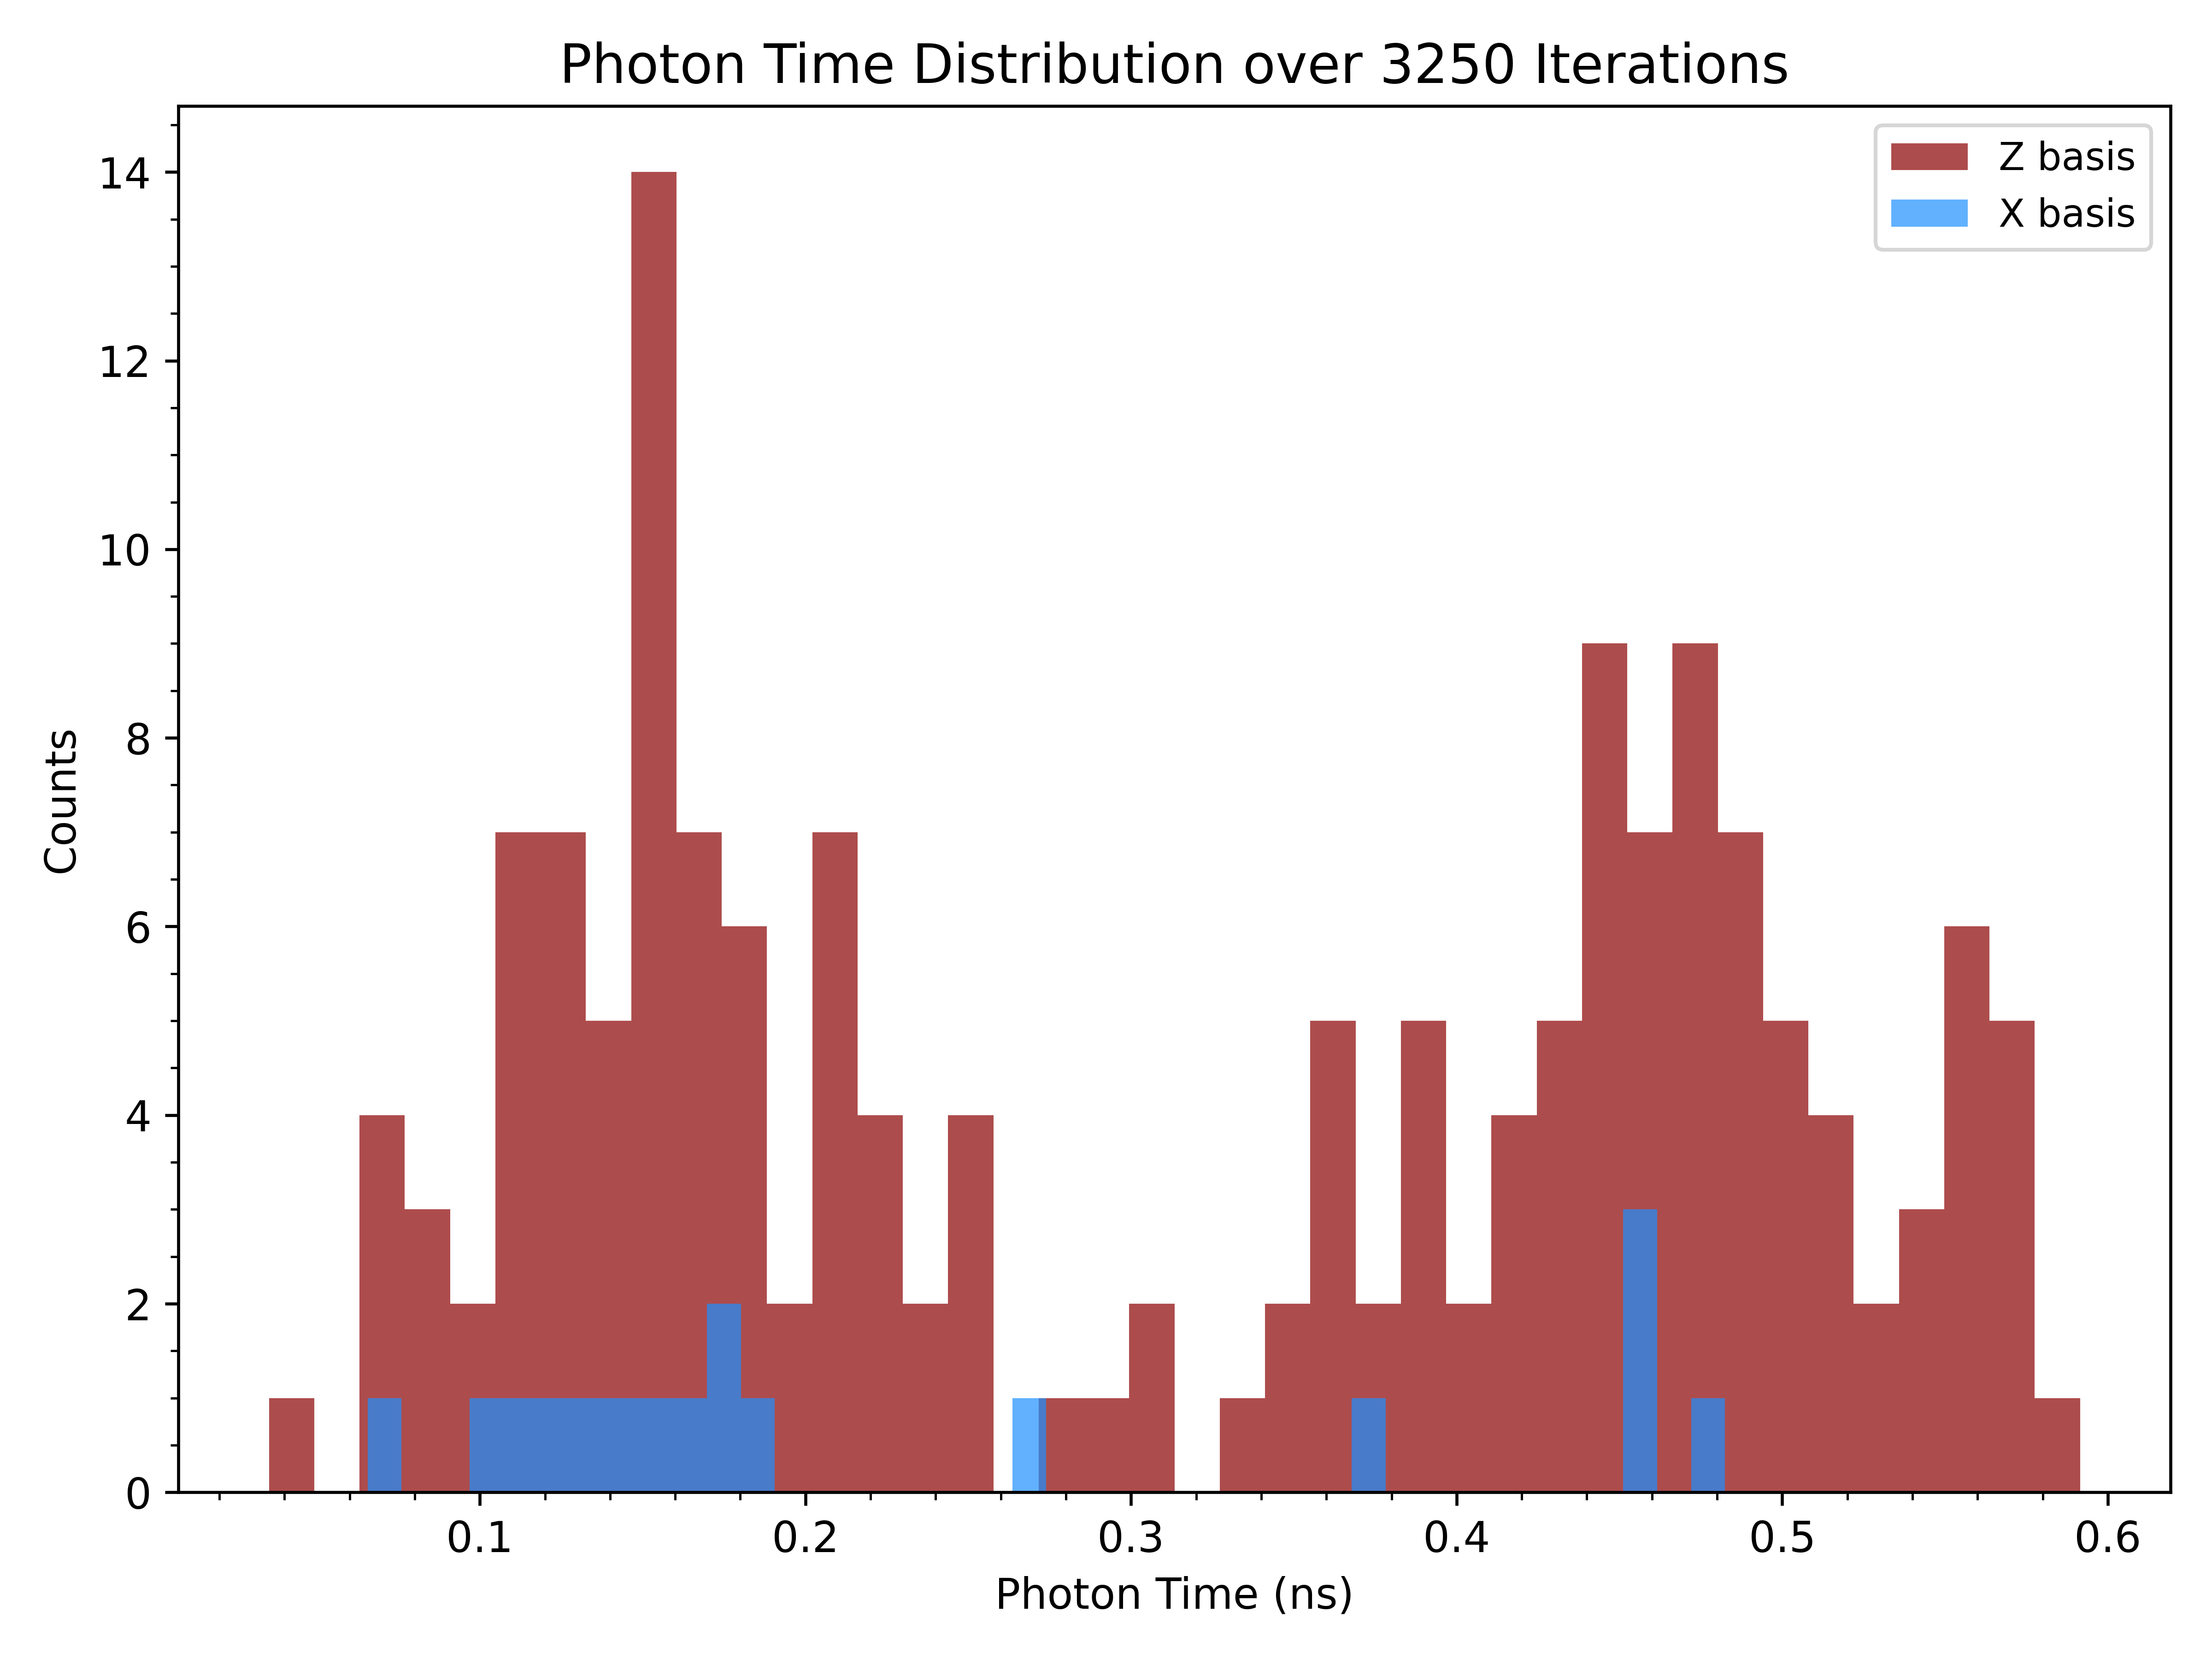 Photon Time Distribution over 3250 Iterations
Z basis
X basis
14
12
10
8
6
4
2
0
Counts
0.1 0.2 0.3 0.4 0.5 0.6
Photon Time (ns)